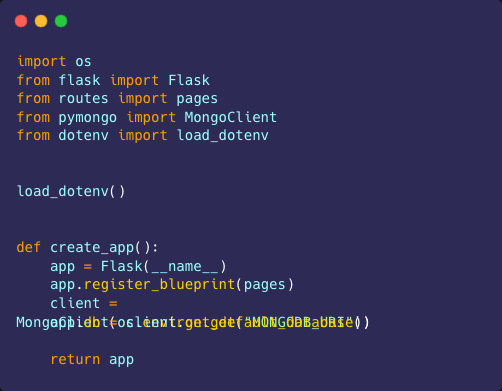 import os
from flask import Flask
from routes import pages
from pymongo import MongoClient
from dotenv import load_dotenv
load_dotenv()
def create_app():
    app = Flask(__name__)
    app.register_blueprint(pages)
    client =
MongoClient(os.environ.get("MONGODB_URI"))
    app.db = client.get_default_database()
    return app